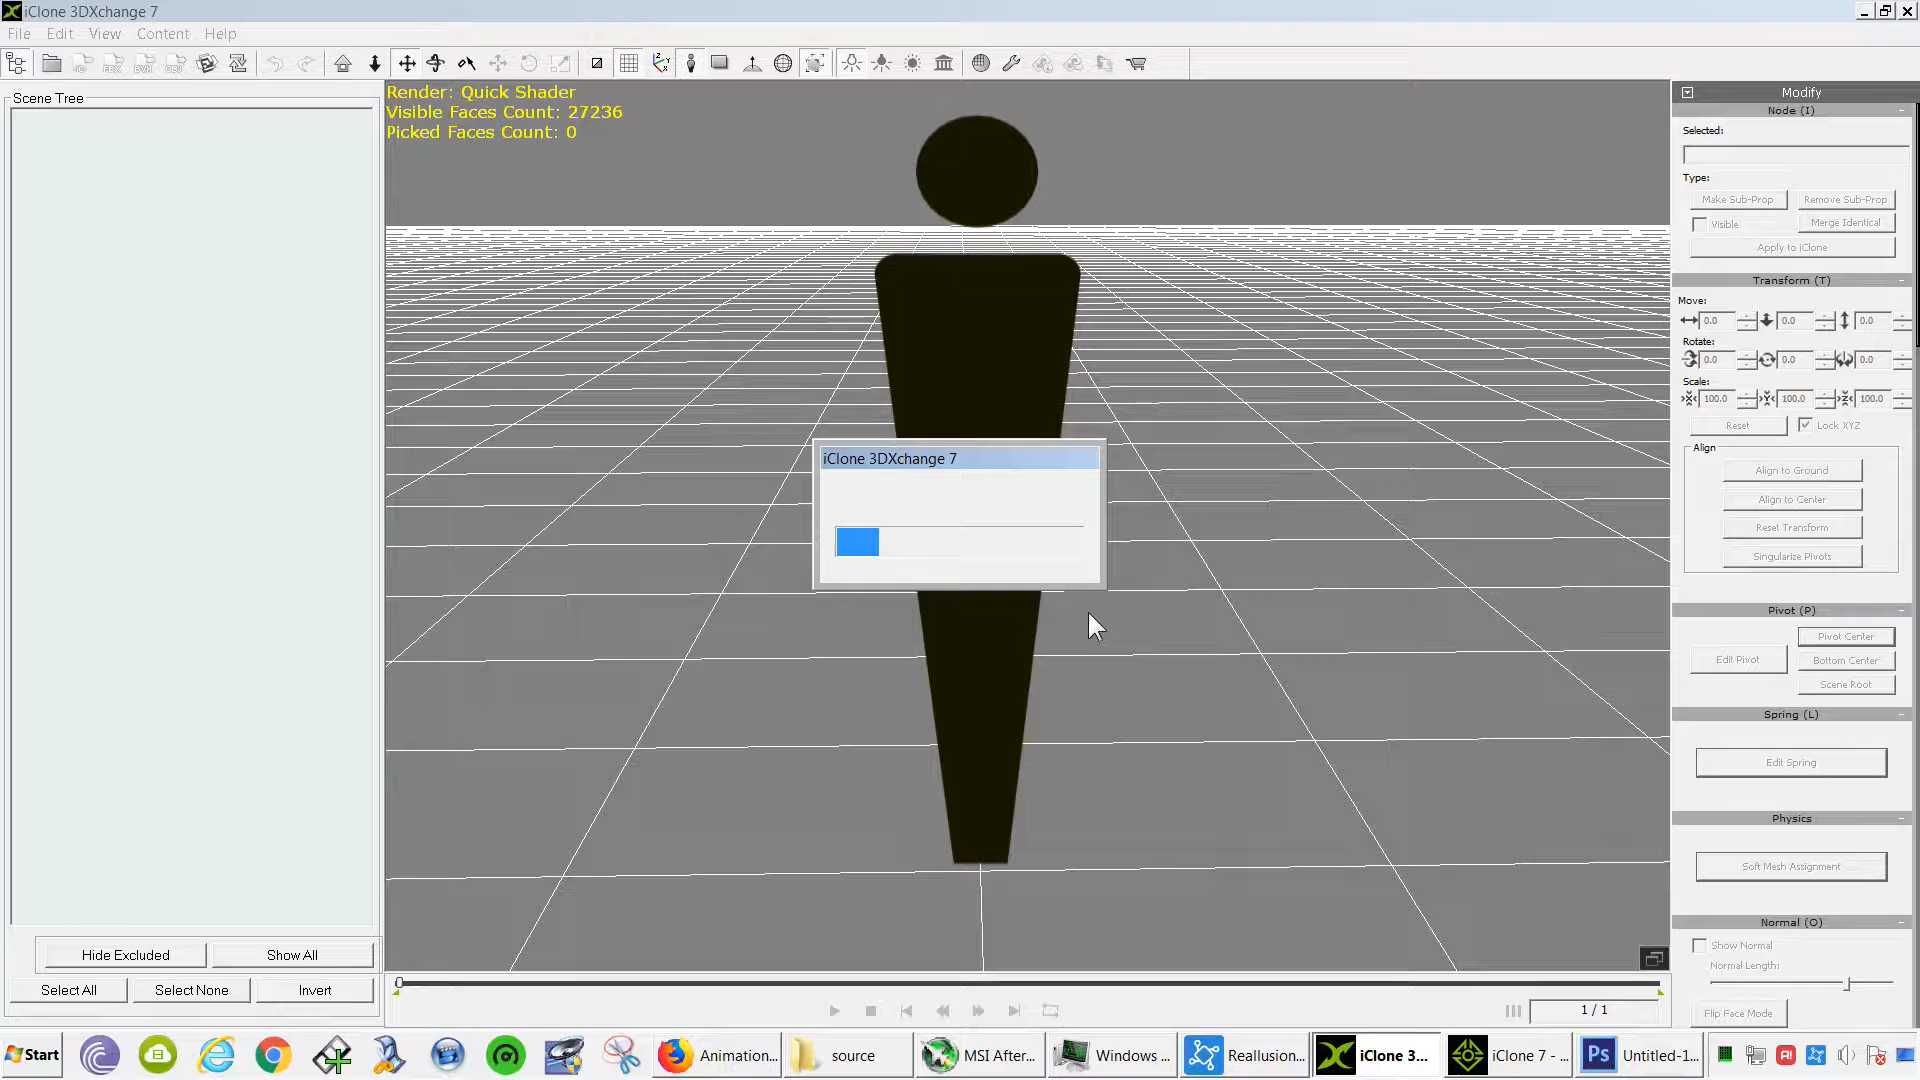 iClone 3DXchange 7
File Edit View Content Help
Scene Tree
Render: Quick Shader
Visible Faces Count: 27236
Picked Faces Count: 0
iClone 3DXchange 7
Hide Excluded Show All
Select All Select None Invert
1 / 1
Modify
Node (I)
Selected:
Type:
Make Sub-Prop Remove Sub-Prop
Visible Merge Identical
Apply to iClone
Transform (T)
Move:
0.0 0.0 0.0
Rotate:
0.0 0.0 0.0
Scale:
100.0 100.0 100.0
Reset Lock XYZ
Align
Align to Ground
Align to Center
Reset Transform
Singularize Pivots
Pivot (P)
Pivot Center
Edit Pivot
Bottom Center
Scene Root
Spring (L)
Edit Spring
Physics
Soft Mesh Assignment
Normal (O)
Show Normal
Normal Length:
Flip Face Mode
Start Animation... source MSI After... Windows ... Reallusion... iClone 3... iClone 7 - ... Ps Untitled-1...